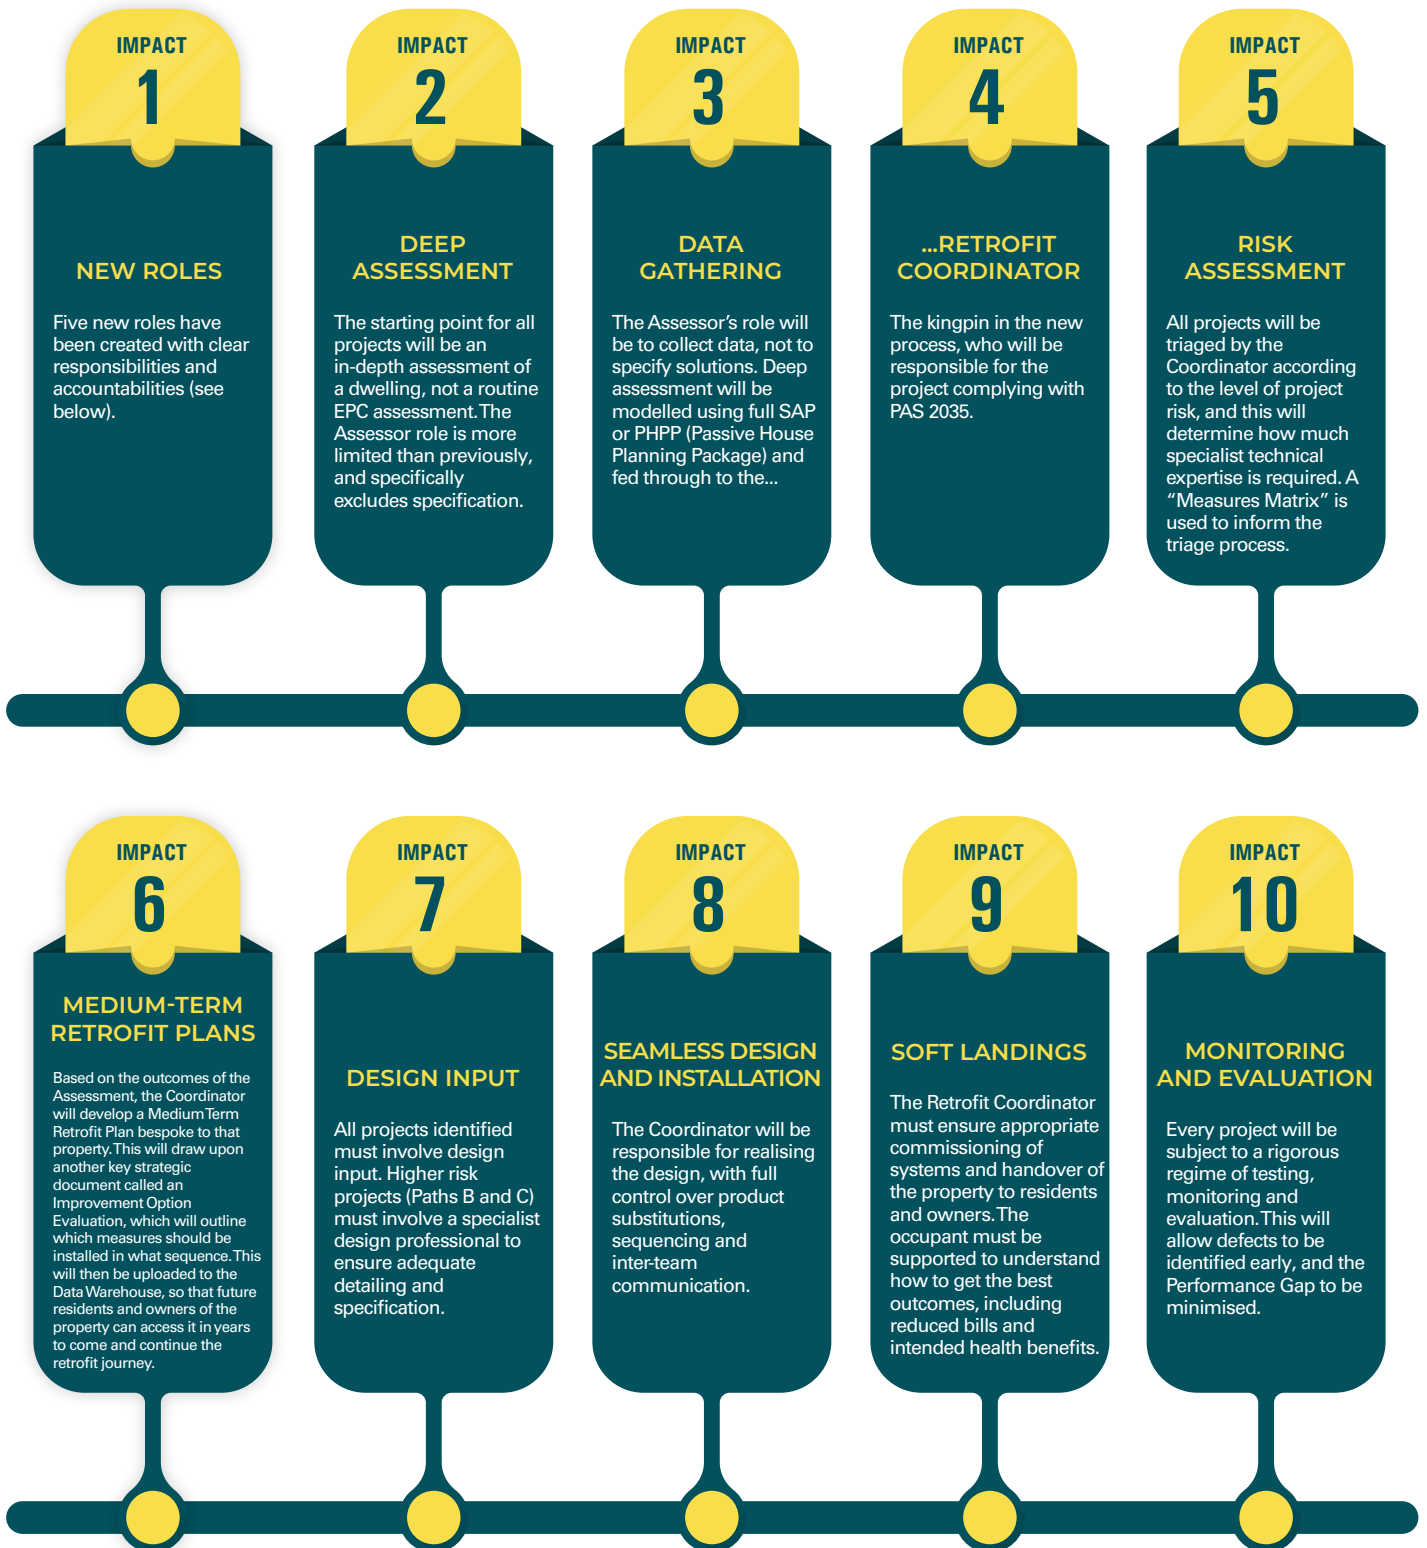 IMPACT
1
NEW ROLES
Five new roles have
been created with clear
responsibilities and
accountabilities (see
below).
IMPACT
2
DEEP
ASSESSMENT
The starting point for all
projects will be an
in-depth assessment of
a dwelling, not a routine
EPC assessment. The
Assessor role is more
limited than previously,
and specifically
excludes specification.
IMPACT
3
DATA
GATHERING
The Assessor’s role will
be to collect data, not to
specify solutions. Deep
assessment will be
modelled using full SAP
or PHPP (Passive House
Planning Package) and
fed through to the...
IMPACT
4
...RETROFIT
COORDINATOR
The kingpin in the new
process, who will be
responsible for the
project complying with
PAS 2035.
IMPACT
5
RISK
ASSESSMENT
All projects will be
triaged by the
Coordinator according
to the level of project
risk, and this will
determine how much
specialist technical
expertise is required. A
“Measures Matrix” is
used to inform the
triage process.
IMPACT
6
MEDIUM-TERM
RETROFIT PLANS
Based on the outcomes of the
Assessment, the Coordinator
will develop a Medium Term
Retrofit Plan bespoke to that
property. This will draw upon
another key strategic
document called an
Improvement Option
Evaluation, which will outline
which measures should be
installed in what sequence. This
will then be uploaded to the
Data Warehouse, so that future
residents and owners of the
property can access it in years
to come and continue the
retrofit journey.
IMPACT
7
DESIGN INPUT
All projects identified
must involve design
input. Higher risk
projects (Paths B and C)
must involve a specialist
design professional to
ensure adequate
detailing and
specification.
IMPACT
8
SEAMLESS DESIGN
AND INSTALLATION
The Coordinator will be
responsible for realising
the design, with full
control over product
substitutions,
sequencing and
inter-team
communication.
IMPACT
9
SOFT LANDINGS
The Retrofit Coordinator
must ensure appropriate
commissioning of
systems and handover of
the property to residents
and owners. The
occupant must be
supported to understand
how to get the best
outcomes, including
reduced bills and
intended health benefits.
IMPACT
10
MONITORING
AND EVALUATION
Every project will be
subject to a rigorous
regime of testing,
monitoring and
evaluation. This will
allow defects to be
identified early, and the
Performance Gap to be
minimised.